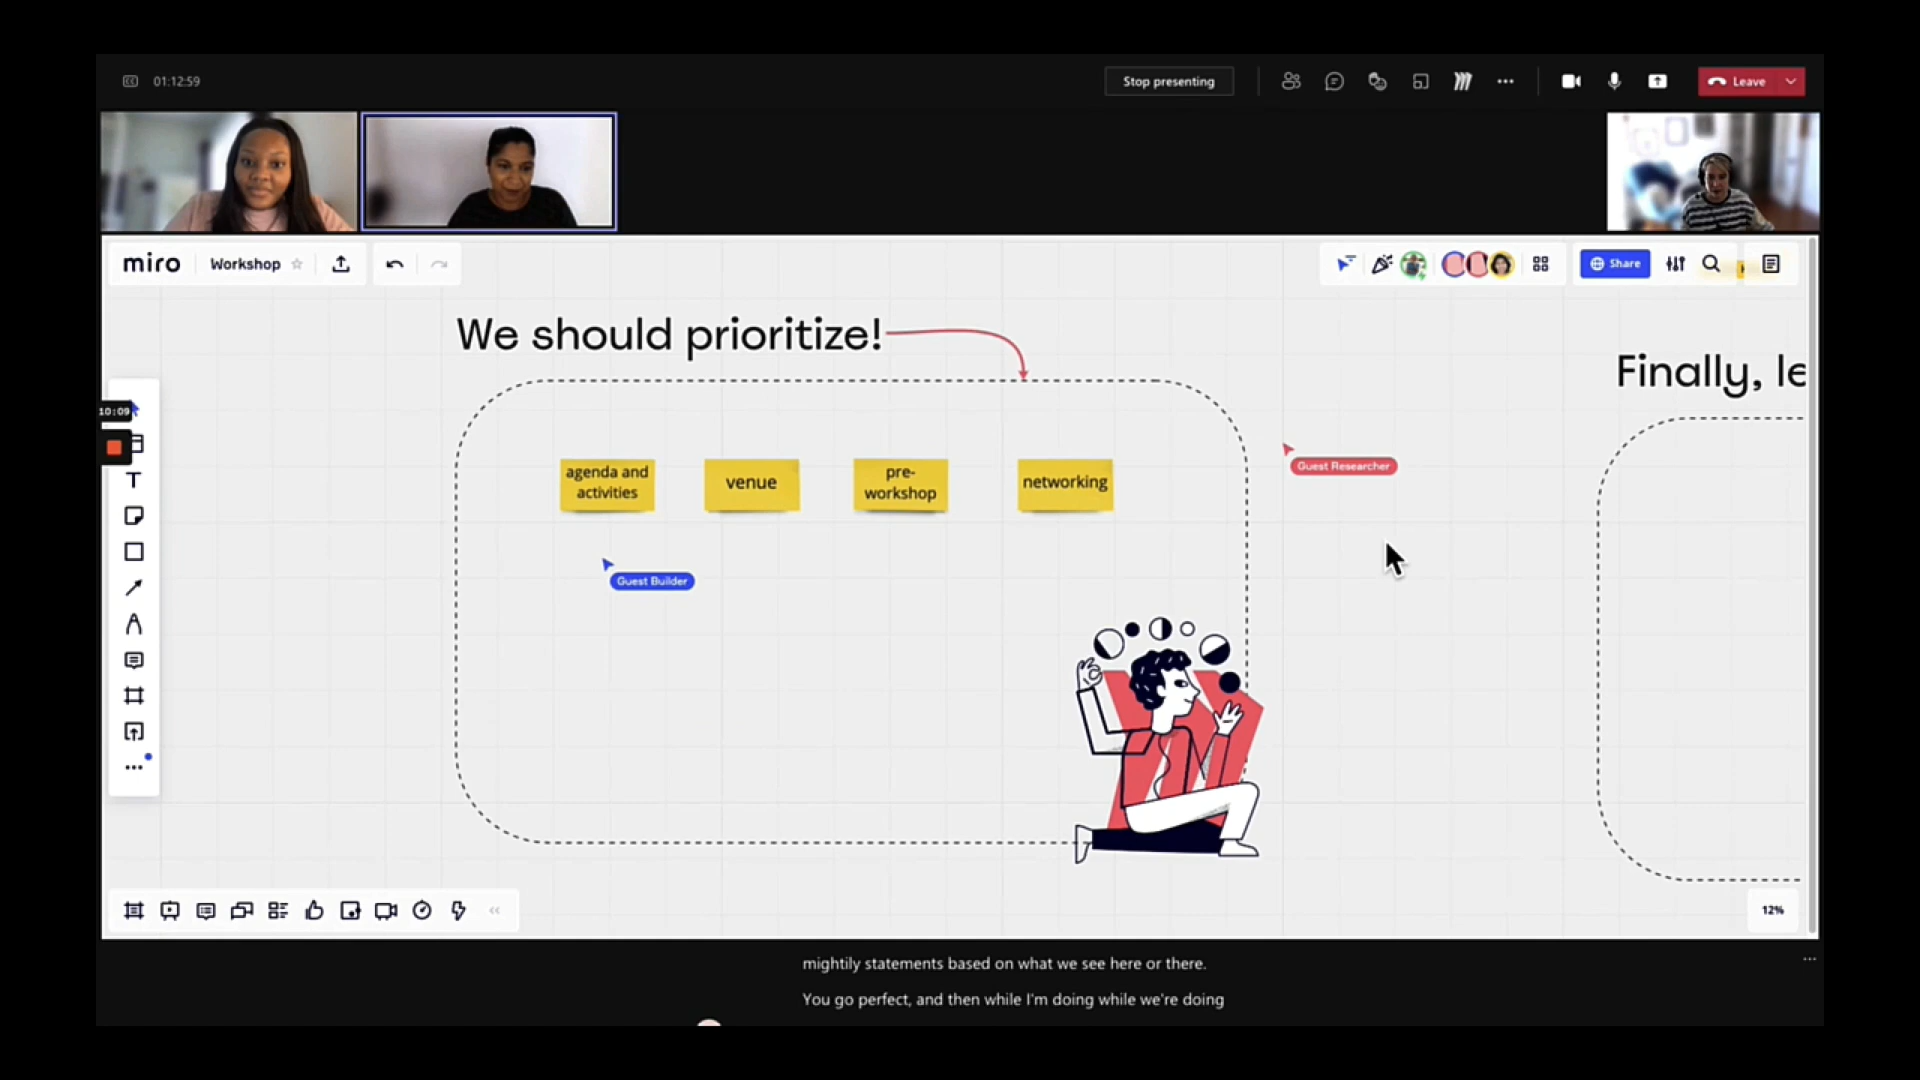 01:12:59
Stop presenting
Leave
miro
Workshop
Share
We should prioritize!
Finally, le
10:09
agenda and
activities
venue
pre-
workshop
networking
Guest Researcher
Guest Builder
12%
mightily statements based on what we see here or there.
You go perfect, and then while I'm doing while we're doing